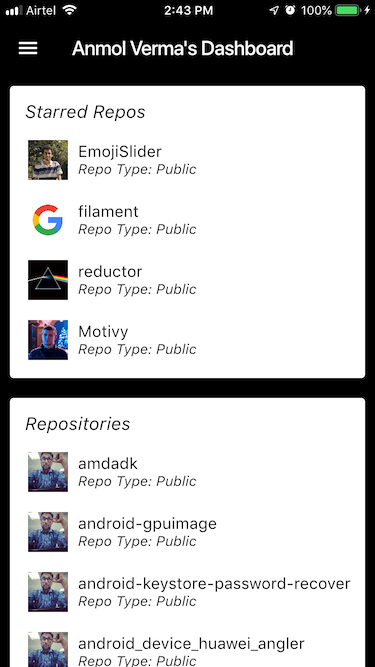 Airtel 2:43 PM 100%
Anmol Verma's Dashboard
Starred Repos
EmojiSlider
Repo Type: Public
filament
Repo Type: Public
reductor
Repo Type: Public
Motivy
Repo Type: Public
Repositories
amdadk
Repo Type: Public
android-gpuimage
Repo Type: Public
android-keystore-password-recover
Repo Type: Public
android_device_huawei_angler
Repo Type: Public